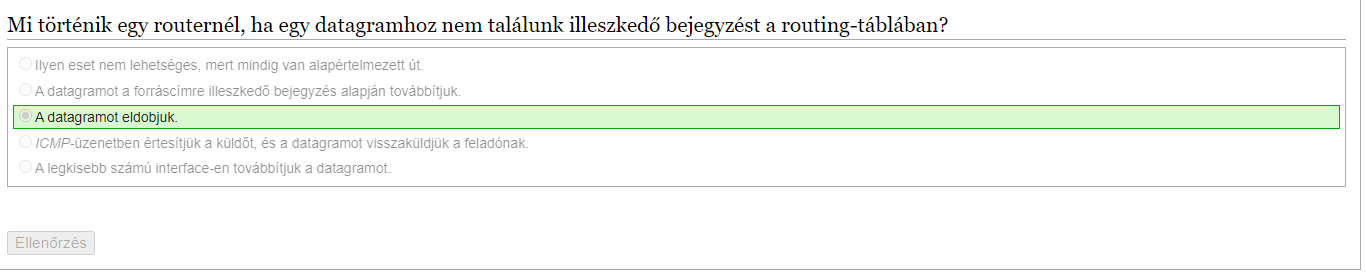 Mi történik egy routernél, ha egy datagramhoz nem találunk illeszkedő bejegyzést a routing-táblában?
Ilyen eset nem lehetséges, mert mindig van alapértelmezett út.
A datagramot a forráscímre illeszkedő bejegyzés alapján továbbítjuk.
A datagramot eldobjuk.
ICMP-üzenetben értesítjük a küldőt, és a datagramot visszaküldjük a feladónak.
A legkisebb számú interface-en továbbítjuk a datagramot.
Ellenőrzés